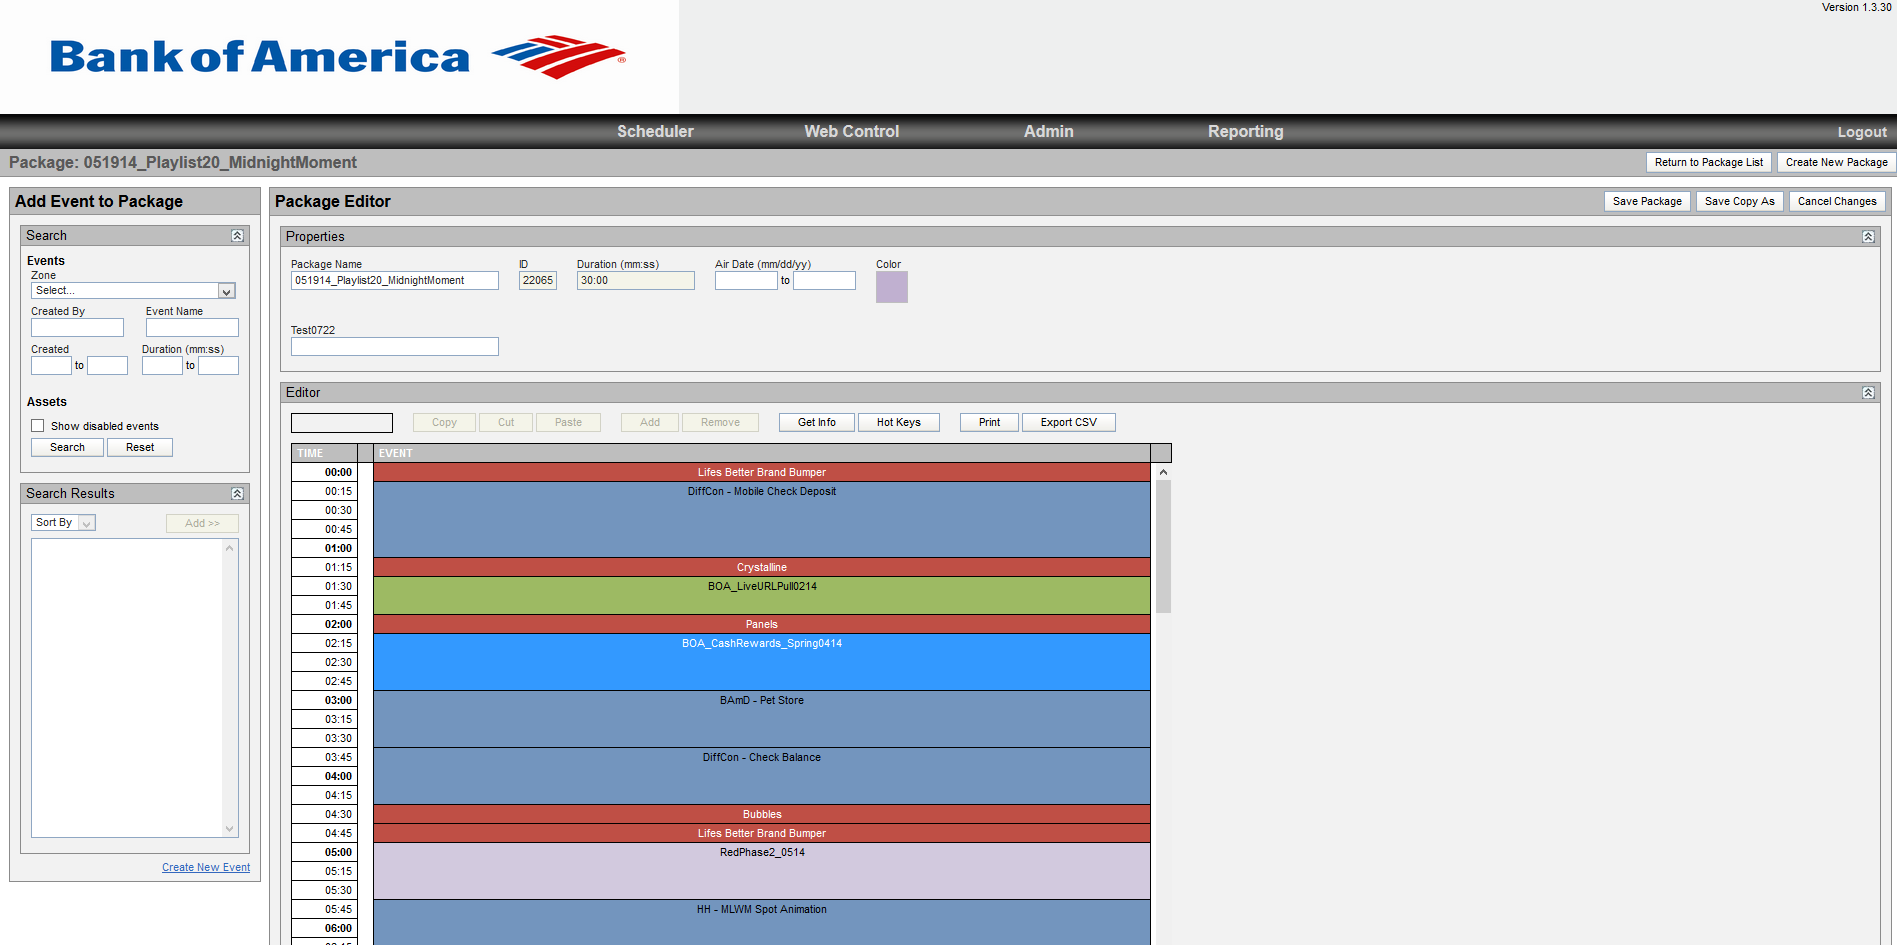 Version 1.3.30
Bank of America
®
Scheduler Web Control Admin Reporting Logout
Package: 051914_Playlist20_MidnightMoment
Return to Package List Create New Package
Add Event to Package
Search
Events
Zone
Select...
Created By Event Name
Created Duration (mm:ss)
to to
Assets
Show disabled events
Search Reset
Search Results
Sort By Add >>
Create New Event
Package Editor
Save Package Save Copy As Cancel Changes
Properties
Package Name ID Duration (mm:ss) Air Date (mm/dd/yy) Color
051914_Playlist20_MidnightMoment 22065 30:00 to
Test0722
Editor
Copy Cut Paste Add Remove Get Info Hot Keys Print Export CSV
TIME EVENT
00:00 Lifes Better Brand Bumper
00:15 DiffCon - Mobile Check Deposit
00:30
00:45
01:00
01:15 Crystalline
01:30 BOA_LiveURLPull0214
01:45
02:00 Panels
02:15 BOA_CashRewards_Spring0414
02:30
02:45
03:00 BAmD - Pet Store
03:15
03:30
03:45 DiffCon - Check Balance
04:00
04:15
04:30 Bubbles
04:45 Lifes Better Brand Bumper
05:00 RedPhase2_0514
05:15
05:30
05:45 HH - MLWM Spot Animation
06:00